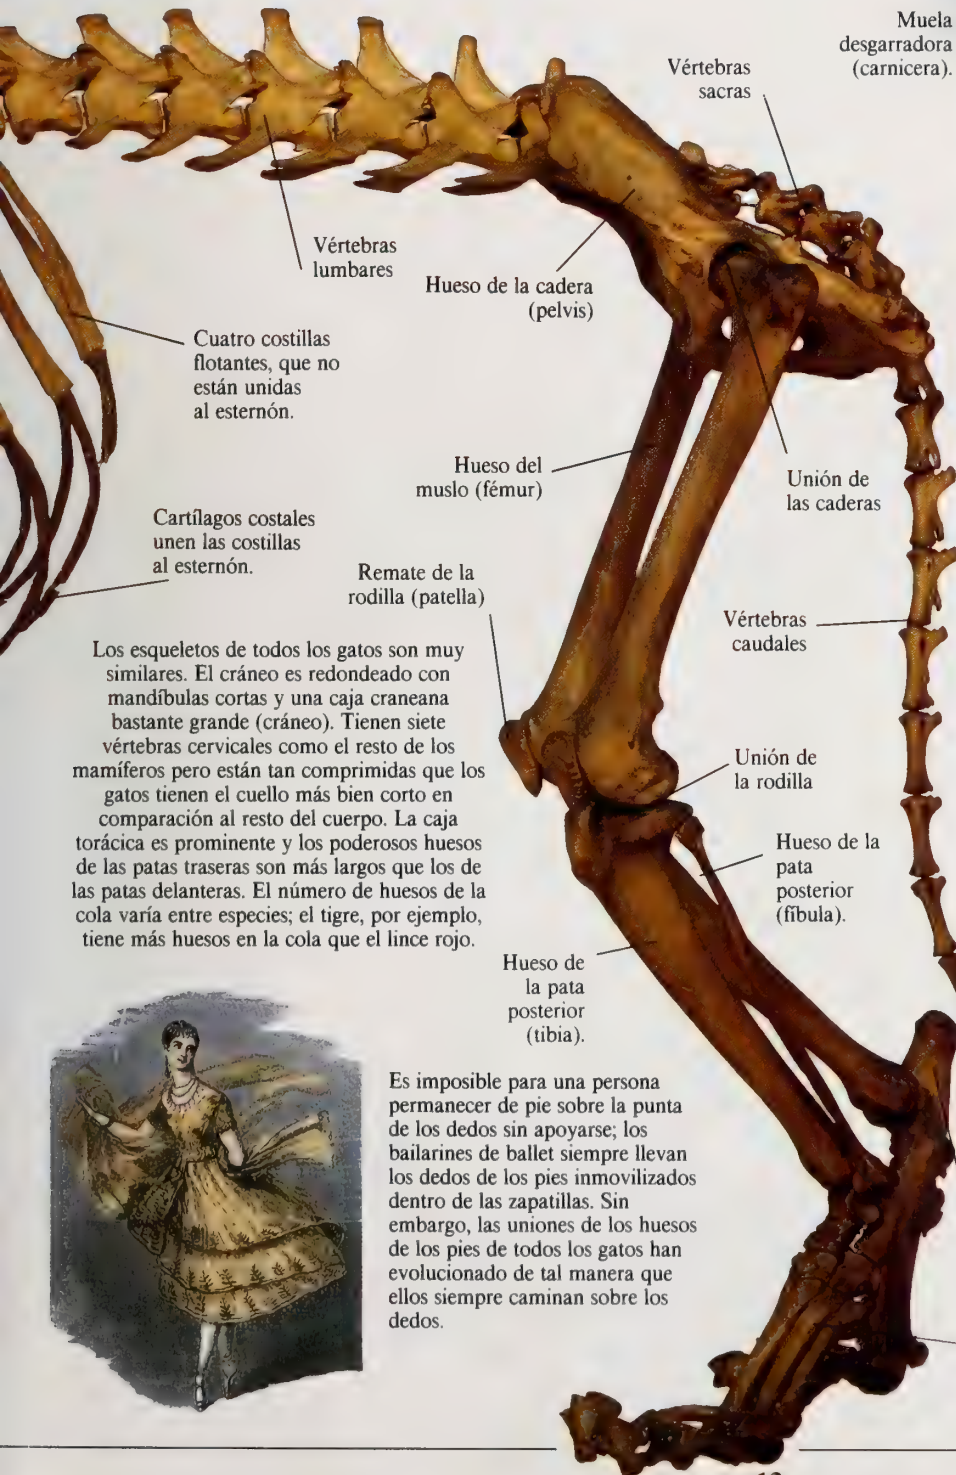 Muela
desgarradora
(carnicera).
Vértebras
sacras
Vértebras
lumbares
Hueso de la cadera
(pelvis)
Cuatro costillas
flotantes, que no
están unidas
al esternón.
Hueso del
muslo (fémur)
Unión de
las caderas
Cartílagos costales
unen las costillas
al esternón.
Remate de la
rodilla (patella)
Vértebras
caudales
Los esqueletos de todos los gatos son muy
similares. El cráneo es redondeado con
mandíbulas cortas y una caja craneana
bastante grande (cráneo). Tienen siete
vértebras cervicales como el resto de los
mamíferos pero están tan comprimidas que los
gatos tienen el cuello más bien corto en
comparación al resto del cuerpo. La caja
torácica es prominente y los poderosos huesos
de las patas traseras son más largos que los de
las patas delanteras. El número de huesos de la
cola varía entre especies; el tigre, por ejemplo,
tiene más huesos en la cola que el lince rojo.
Unión de
la rodilla
Hueso de la
pata
posterior
(fíbula).
Hueso de
la pata
posterior
(tibia).
Es imposible para una persona
permanecer de pie sobre la punta
de los dedos sin apoyarse; los
bailarines de ballet siempre llevan
los dedos de los pies inmovilizados
dentro de las zapatillas. Sin
embargo, las uniones de los huesos
de los pies de todos los gatos han
evolucionado de tal manera que
ellos siempre caminan sobre los
dedos.